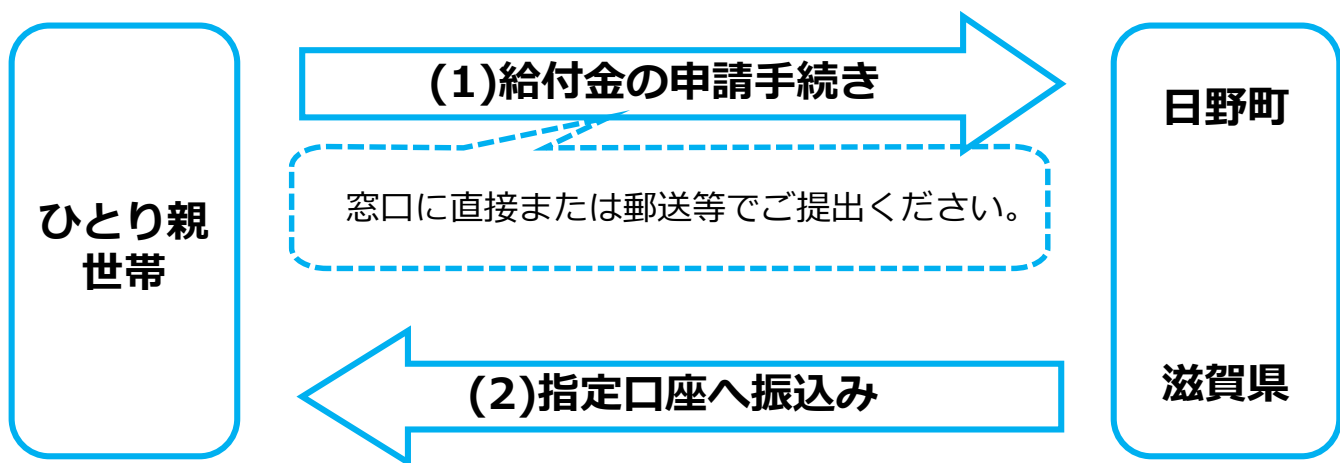 (1)給付金の申請手続き
日野町
窓口に直接または郵送等でご提出ください。
ひとり親
世帯
(2)指定口座へ振込み
滋賀県